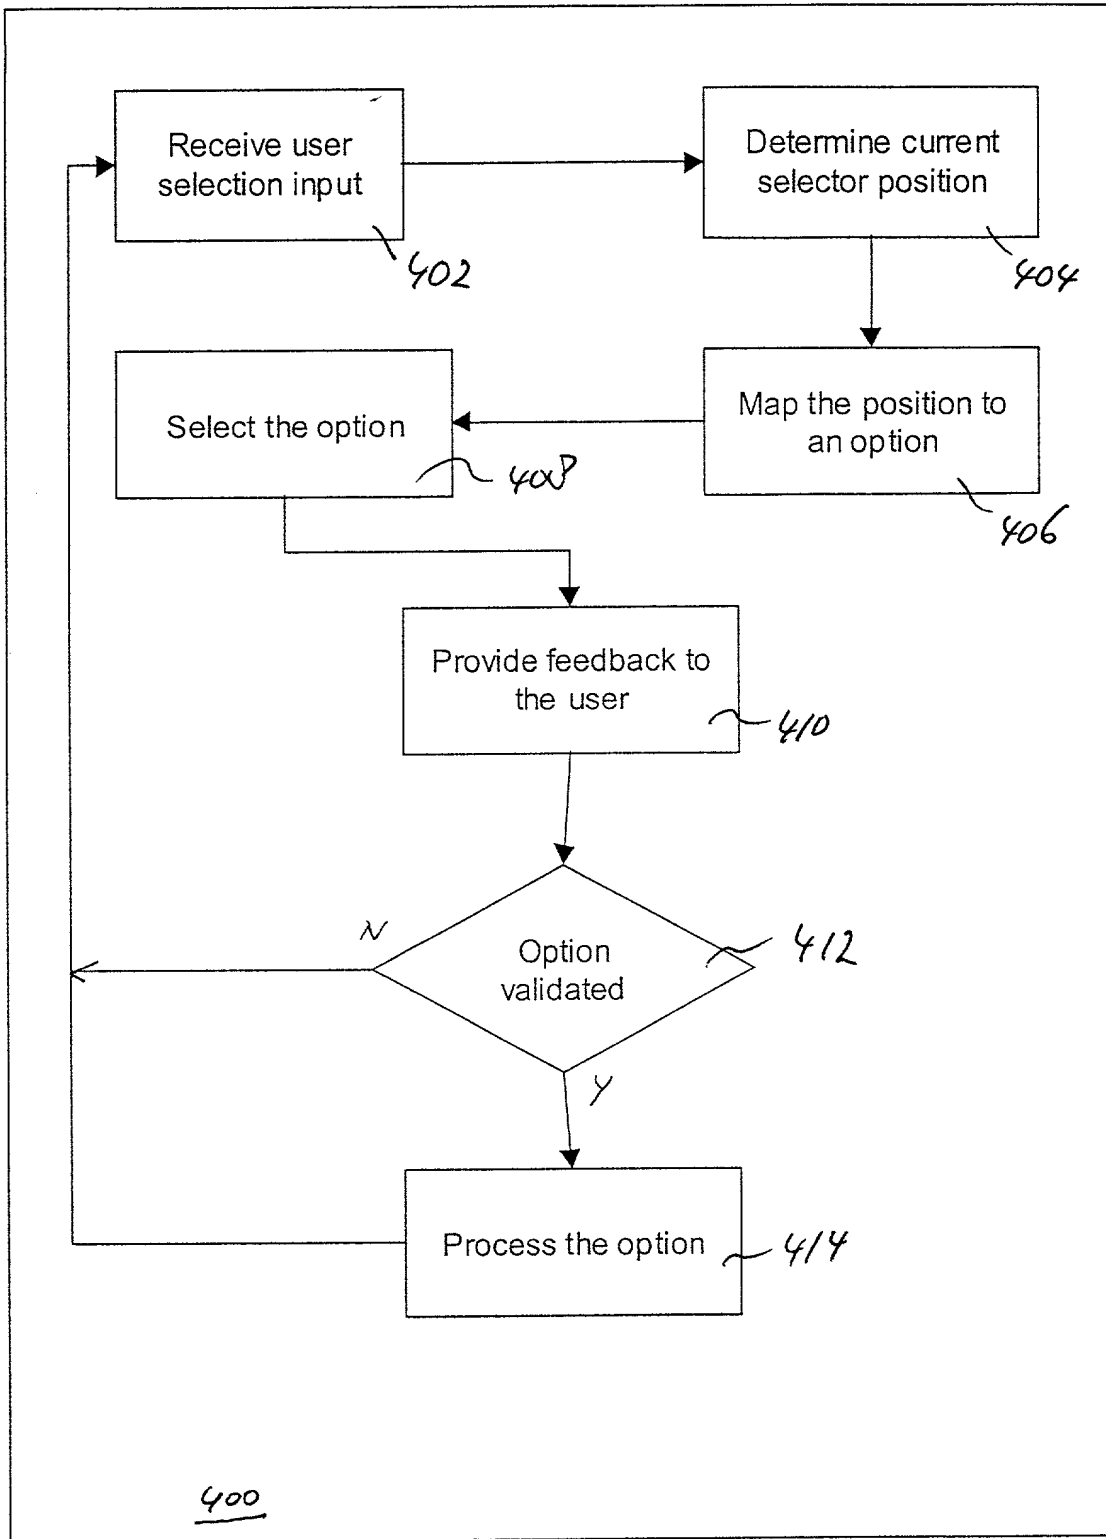 Receive user
selection input
402
Determine current
selector position
404
Map the position to
an option
406
Select the option
408
Provide feedback to
the user
410
Option
validated
412
N
Y
Process the option
414
400